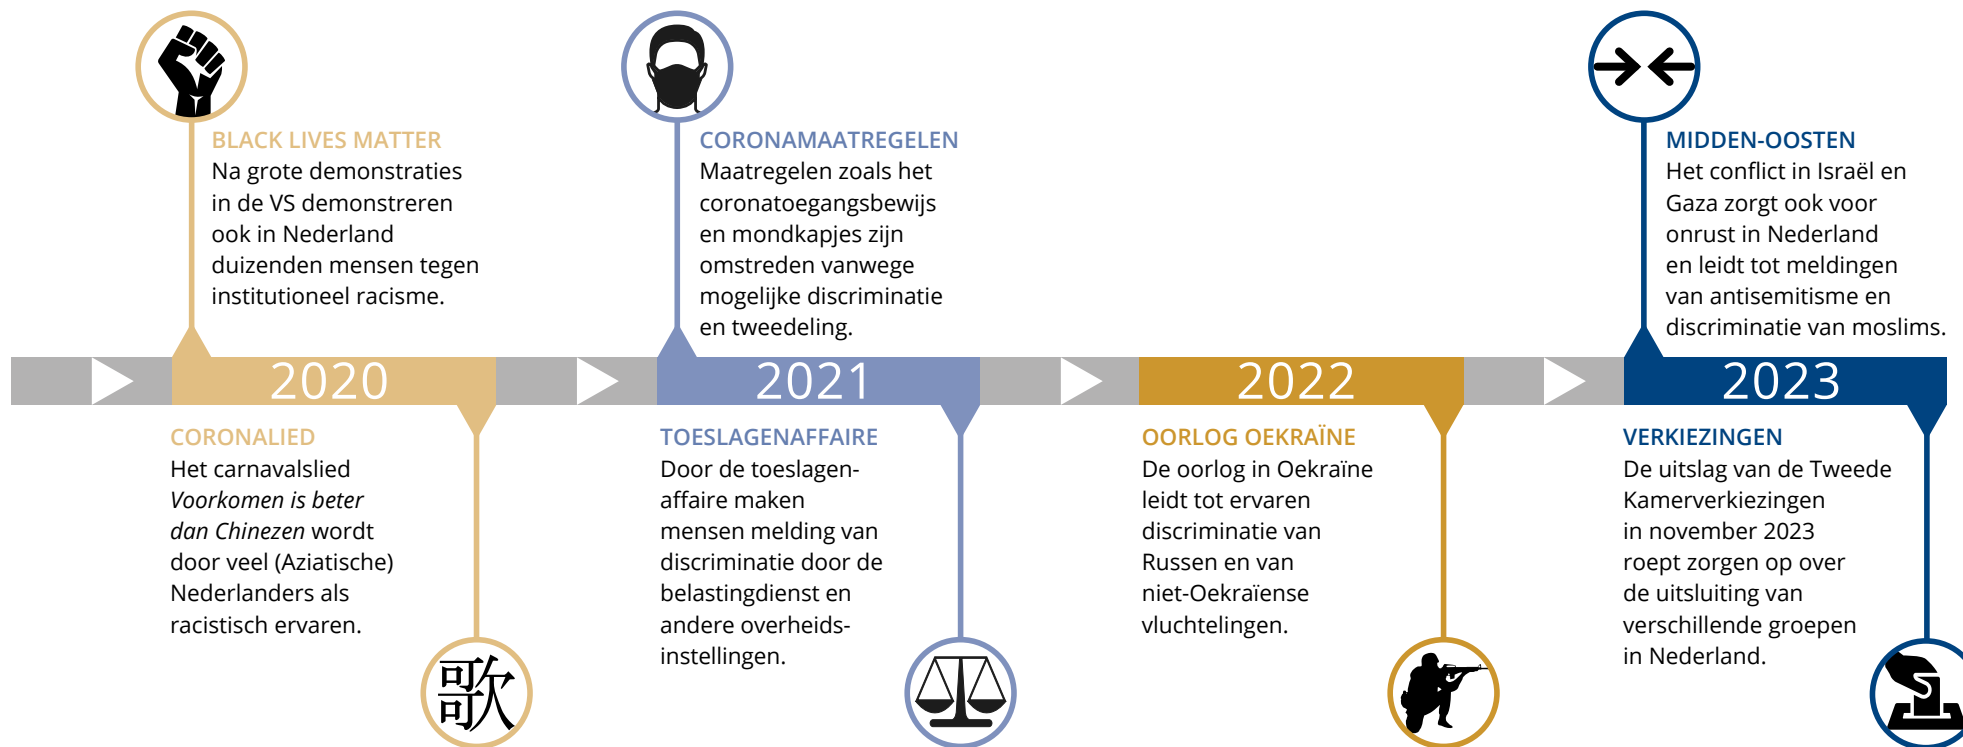 BLACK LIVES MATTER
Na grote demonstraties
in de VS demonstreren
ook in Nederland
duizenden mensen tegen
institutioneel racisme.
CORONAMAATREGELEN
Maatregelen zoals het
coronatoegangsbewijs
en mondkapjes zijn
omstreden vanwege
mogelijke discriminatie
en tweedeling.
MIDDEN-OOSTEN
Het conflict in Israël en
Gaza zorgt ook voor
onrust in Nederland
en leidt tot meldingen
van antisemitisme en
discriminatie van moslims.
2020
2021
2022
2023
CORONALIED
Het carnavalslied
Voorkomen is beter
dan Chinezen wordt
door veel (Aziatische)
Nederlanders als
racistisch ervaren.
歌
TOESLAGENAFFAIRE
Door de toeslagen-
affaire maken
mensen melding van
discriminatie door de
belastingdienst en
andere overheids-
instellingen.
OORLOG OEKRAÏNE
De oorlog in Oekraïne
leidt tot ervaren
discriminatie van
Russen en van
niet-Oekraïense
vluchtelingen.
VERKIEZINGEN
De uitslag van de Tweede
Kamerverkiezingen
in november 2023
roept zorgen op over
de uitsluiting van
verschillende groepen
in Nederland.